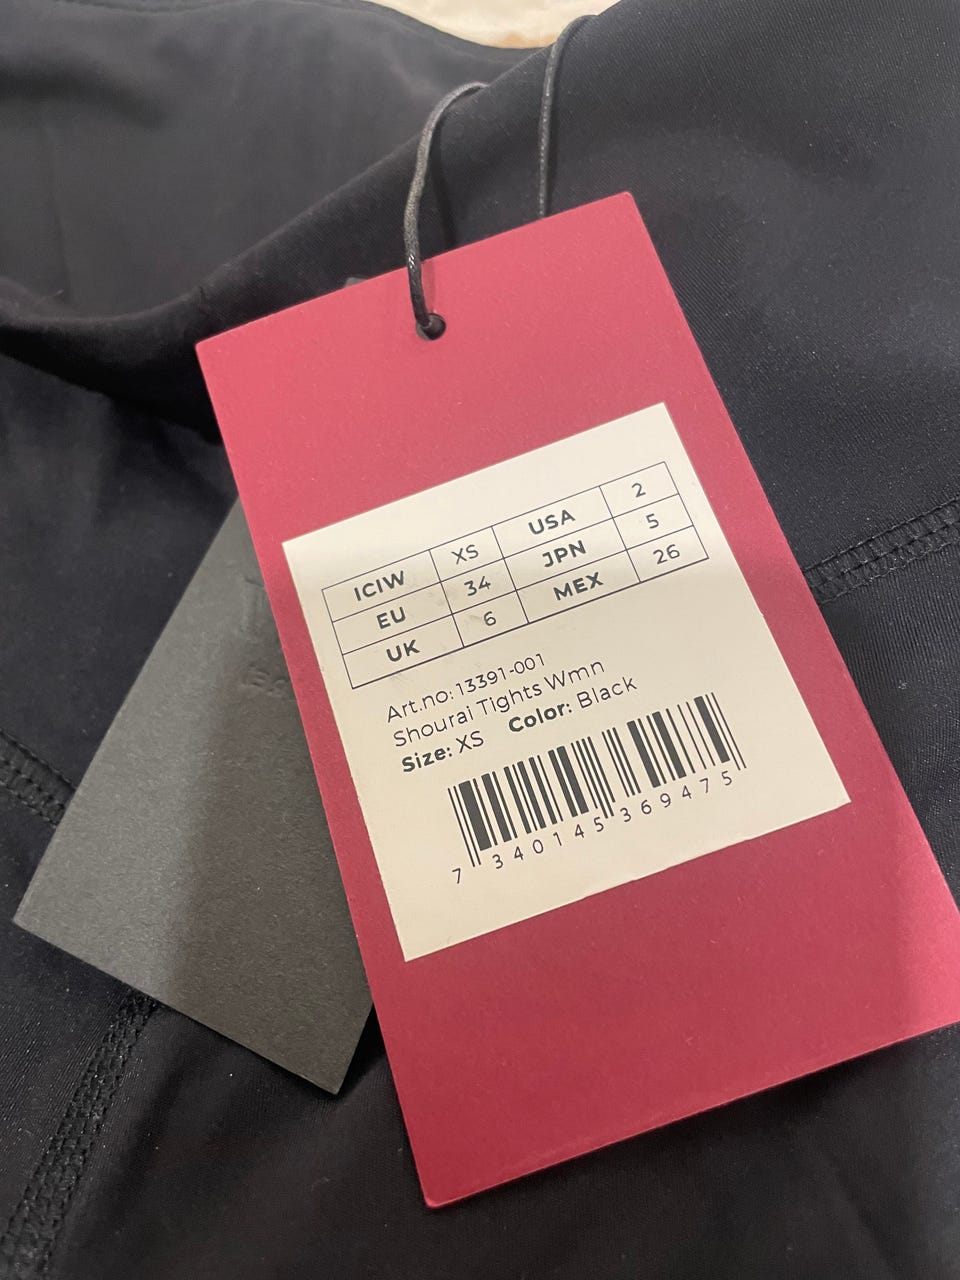 ICIW XS USA 2
EU 34 JPN 5
UK 6 MEX 26
Art.no: 13391-001
Shourai Tights Wmn
Size: XS Color: Black
7 340145 369475